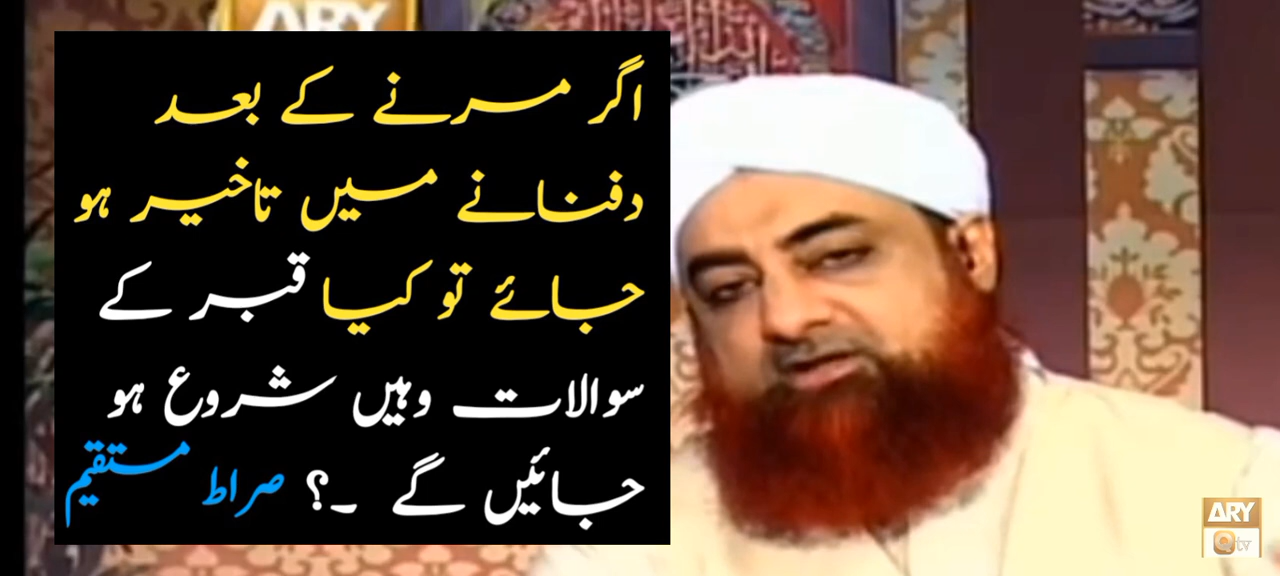 ARY
اگر مرنے کے بعد
دفنانے میں تاخیر ہو
جائے تو کیا قبر کے
سوالات وہیں شروع ہو
جائیں گے ۔؟ صراط مستقیم
ARY
Qtv